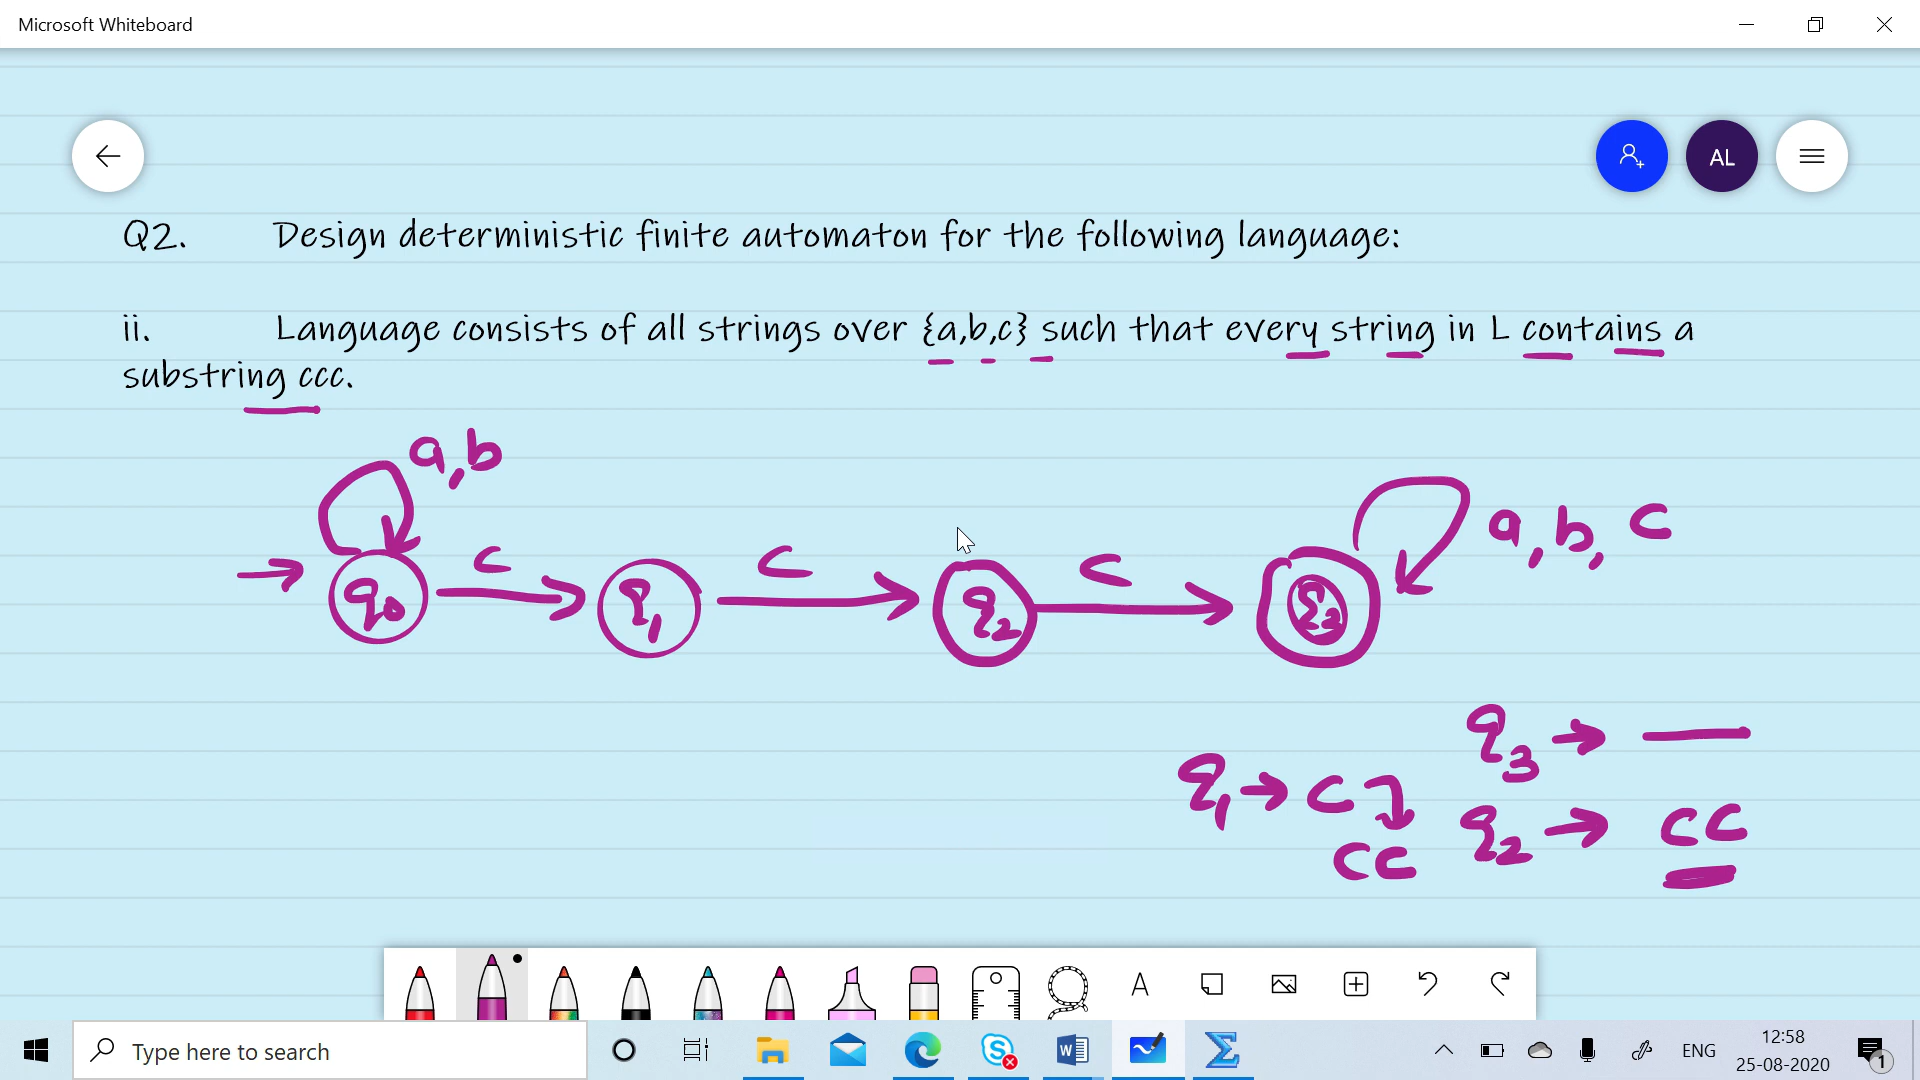 Microsoft Whiteboard
AL
Q2. Design deterministic finite automaton for the following language:
ii. Language consists of all strings over {a,b,c} such that every string in L contains a
substring ccc.
a,b
a, b, c
c c c
q0 q1 q2 q3
q3 →
q1 → c
q2 → cc
cc
A
Type here to search
ENG
12:58
25-08-2020
1